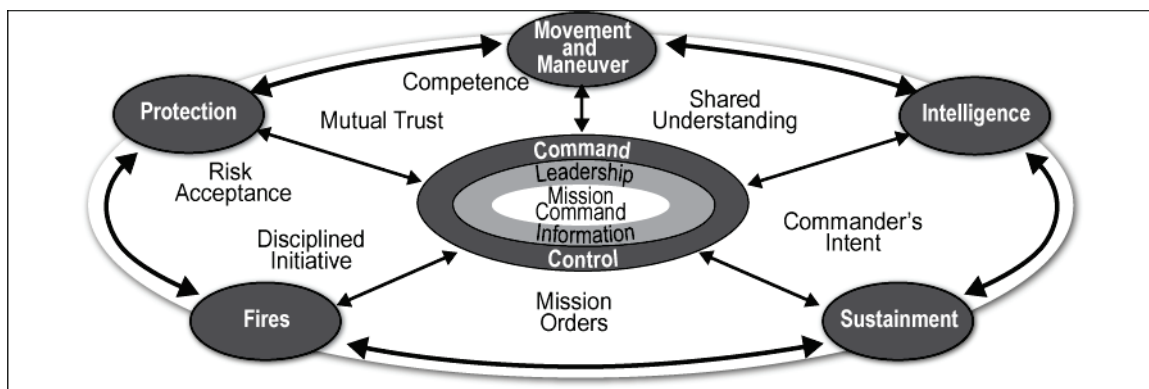 Movement
and
Maneuver
Competence
Protection
Mutual Trust
Shared
Understanding
Intelligence
Command
Leadership
Mission
Command
Information
Control
Risk
Acceptance
Commander's
Intent
Disciplined
Initiative
Mission
Orders
Fires
Sustainment